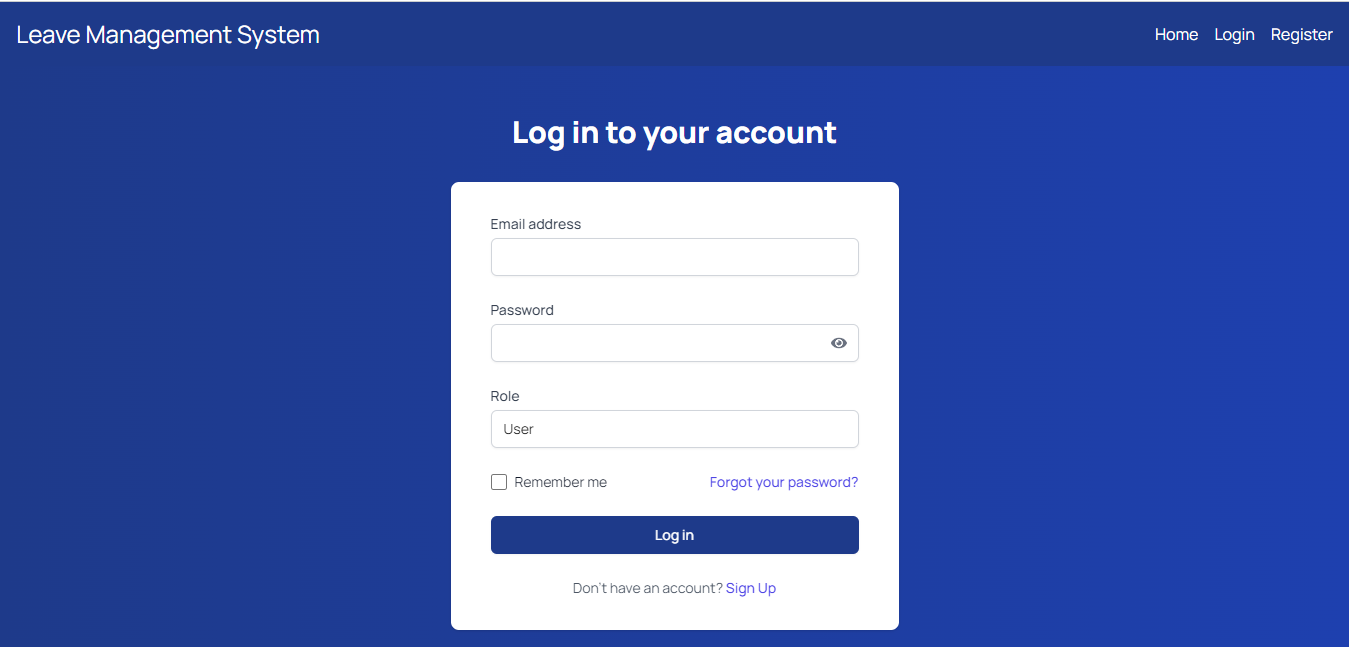 Leave Management System
Home Login Register
Log in to your account
Email address
Password
Role
User
Remember me Forgot your password?
Log in
Don't have an account? Sign Up